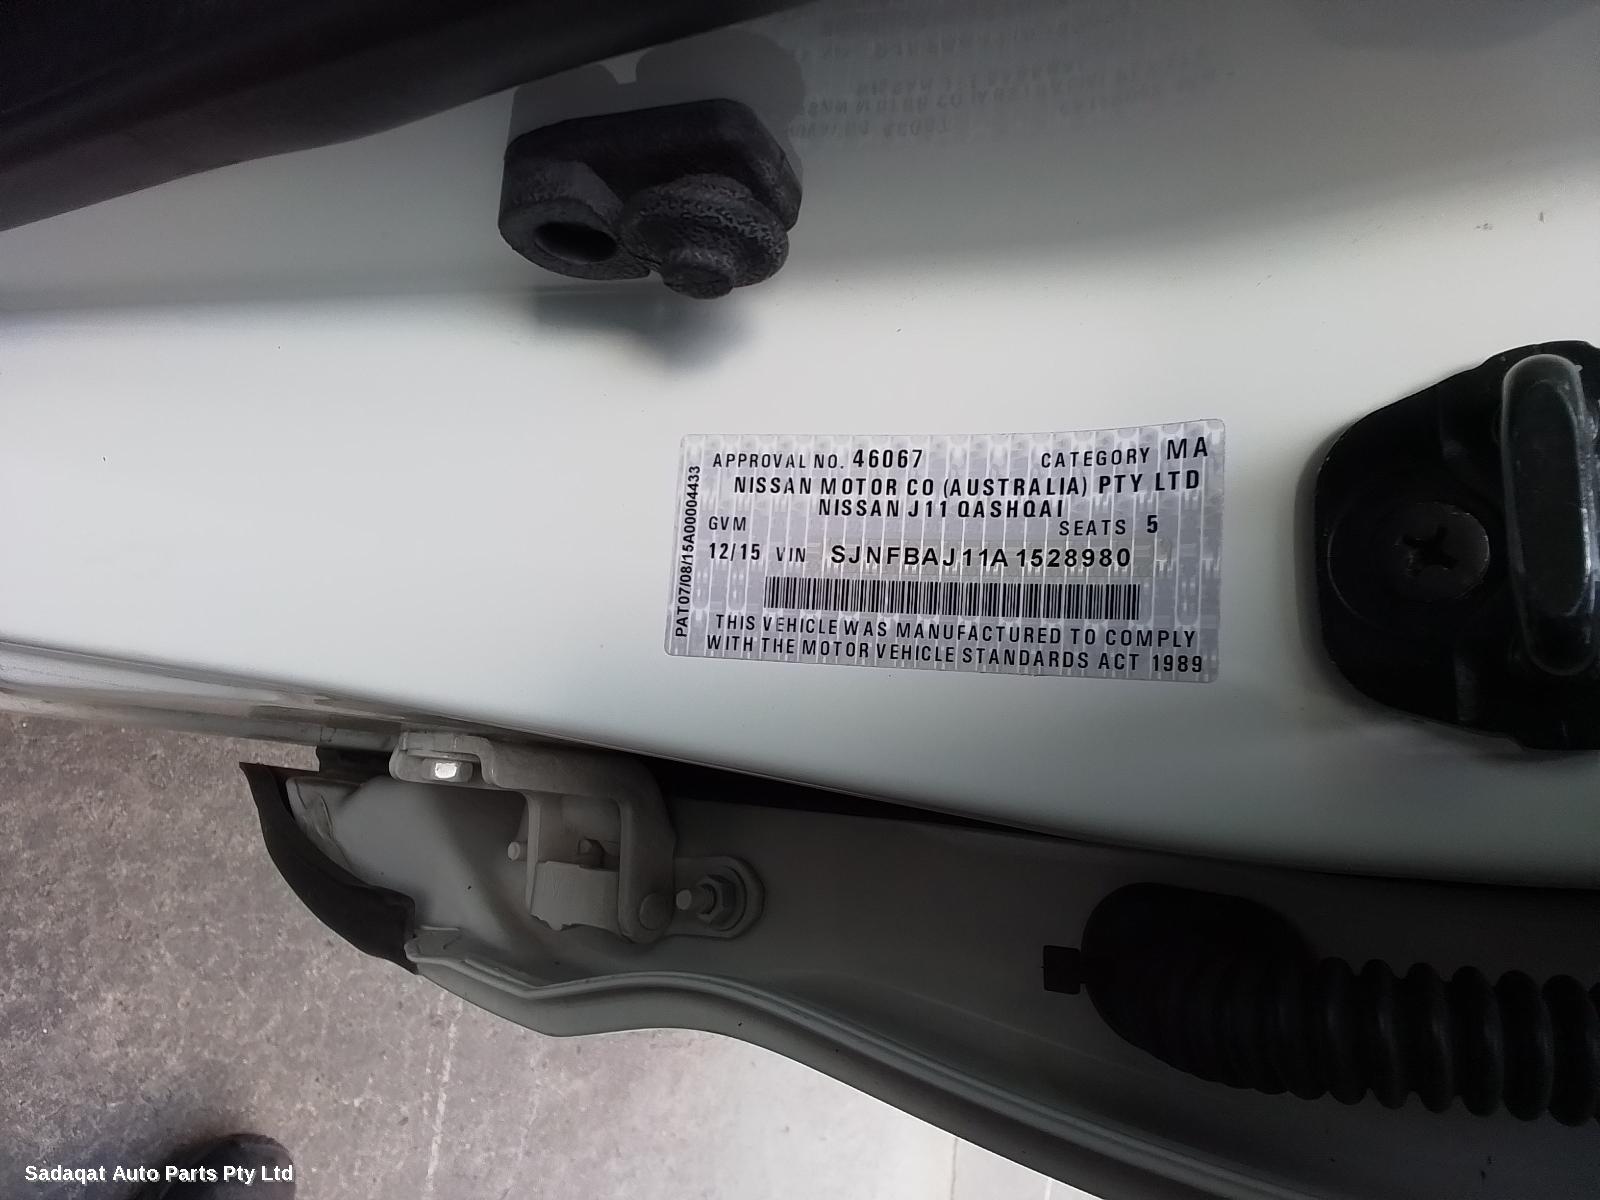 APPROVAL NO. 46067 CATEGORY MA
NISSAN MOTOR CO (AUSTRALIA) PTY LTD
NISSAN J11 QASHQAI
GVM SEATS 5
12/15 VIN SJNFBAJ11A1528980
THIS VEHICLE WAS MANUFACTURED TO COMPLY
WITH THE MOTOR VEHICLE STANDARDS ACT 1989
PAT07/08/15A00004433
Sadaqat Auto Parts Pty Ltd